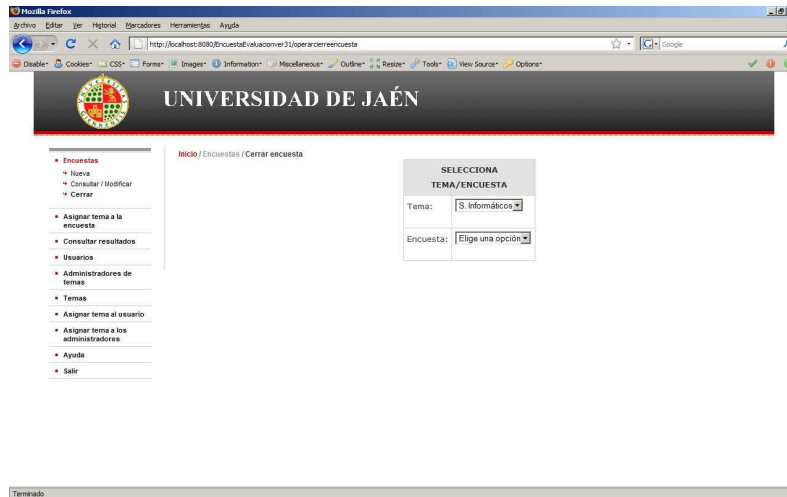 Mozilla Firefox
Archivo Editar Ver Historial Marcadores Herramientas Ayuda
http://localhost:8080/EncuestaEvaluacionver31/operarcierreencuesta
Google
Disable Cookies CSS Forms Images Information Miscellaneous Outline Resize Tools View Source Options
UNIVERSIDAD DE JAÉN
Inicio / Encuestas / Cerrar encuesta
Encuestas
Nueva
Consultar / Modificar
Cerrar
Asignar tema a la
encuesta
Consultar resultados
Usuarios
Administradores de
temas
Temas
Asignar tema al usuario
Asignar tema a los
administradores
Ayuda
Salir
SELECCIONA
TEMA/ENCUESTA
Tema: S. Informáticos
Encuesta: Elige una opción
Terminado